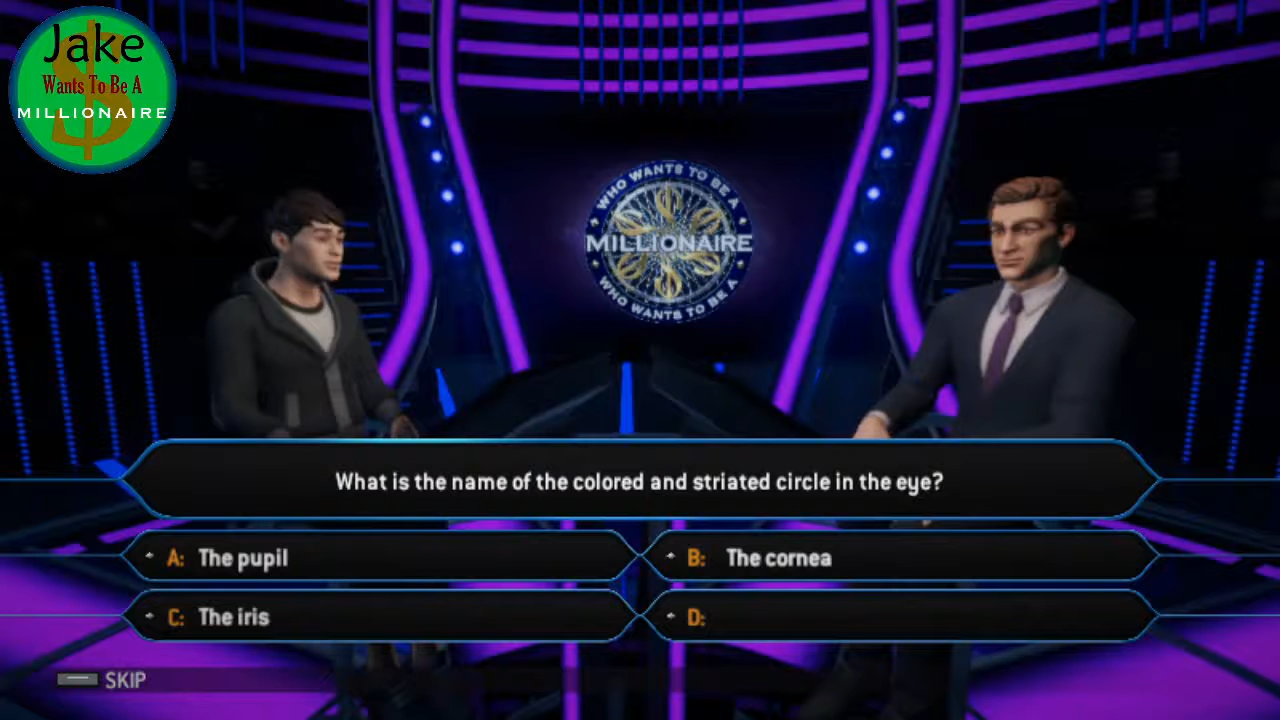 Jake
Wants To Be A
MILLIONAIRE
WHO WANTS TO BE A
MILLIONAIRE
WHO WANTS TO BE A
What is the name of the colored and striated circle in the eye?
A: The pupil
B: The cornea
C: The iris
D:
SKIP